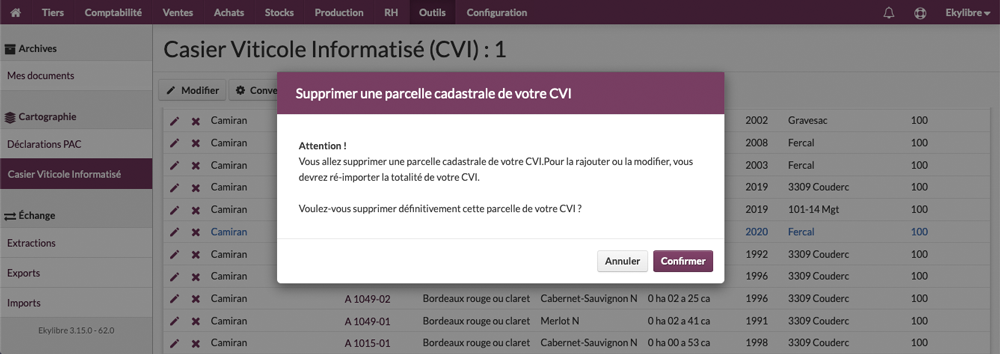 Tiers Comptabilité Ventes Achats Stocks Production RH Outils Configuration Ekylibre
Archives
Mes documents
Cartographie
Déclarations PAC
Casier Viticole Informatisé
Échange
Extractions
Exports
Imports
Ekylibre 3.15.0 - 62.0
Casier Viticole Informatisé (CVI) : 1
Modifier Conve
Supprimer une parcelle cadastrale de votre CVI
Attention !
Vous allez supprimer une parcelle cadastrale de votre CVI.Pour la rajouter ou la modifier, vous
devrez ré-importer la totalité de votre CVI.
Voulez-vous supprimer définitivement cette parcelle de votre CVI ?
Annuler Confirmer
Camiran 2002 Gravesac 100
Camiran 2008 Fercal 100
Camiran 2003 Fercal 100
Camiran 2019 3309 Couderc 100
Camiran 2019 101-14 Mgt 100
Camiran 2020 Fercal 100
Camiran 1992 3309 Couderc 100
Camiran 1996 3309 Couderc 100
Camiran A 1049-02 Bordeaux rouge ou claret Cabernet-Sauvignon N 0 ha 02 a 25 ca 1996 3309 Couderc 100
Camiran A 1049-01 Bordeaux rouge ou claret Merlot N 0 ha 02 a 41 ca 1991 3309 Couderc 100
Camiran A 1015-01 Bordeaux rouge ou claret Cabernet-Sauvignon N 0 ha 00 a 53 ca 1998 3309 Couderc 100